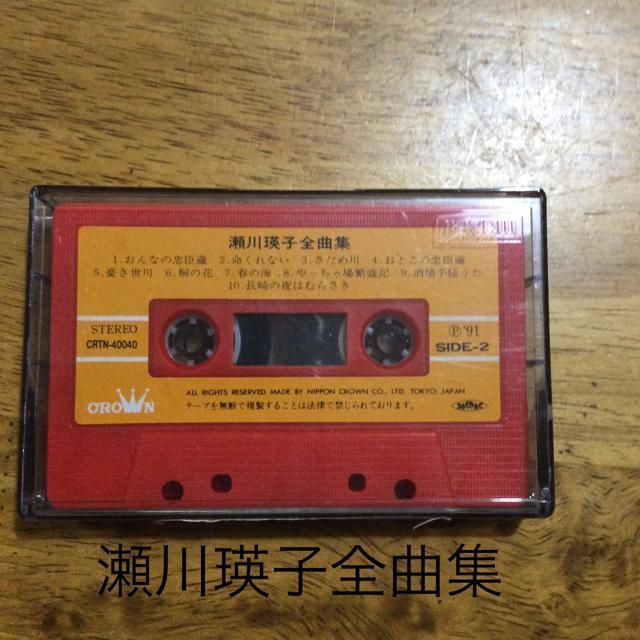 瀬川瑛子全曲集
1.おんなの忠臣蔵 2.命くれない 3.さだめ川 4.おとこの忠臣蔵
5.憂き世川 6.桐の花 7.春の海 8.やっちゃ場繁盛記 9.酒場手毬うた
10.長崎の夜はむらさき
STEREO
CRTN-40040
Ⓟ'91
SIDE-2
CROWN
ALL RIGHTS RESERVED MADE BY NIPPON CROWN CO., LTD. TOKYO, JAPAN
テープを無断で複製することは法律で禁じられております。
瀬川瑛子全曲集